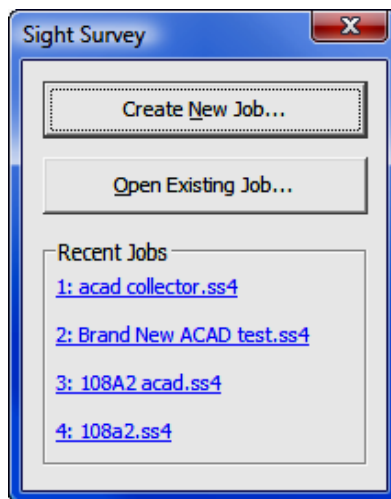 Sight Survey
Create New Job...
Open Existing Job...
Recent Jobs
1: acad collector.ss4
2: Brand New ACAD test.ss4
3: 108A2 acad.ss4
4: 108a2.ss4